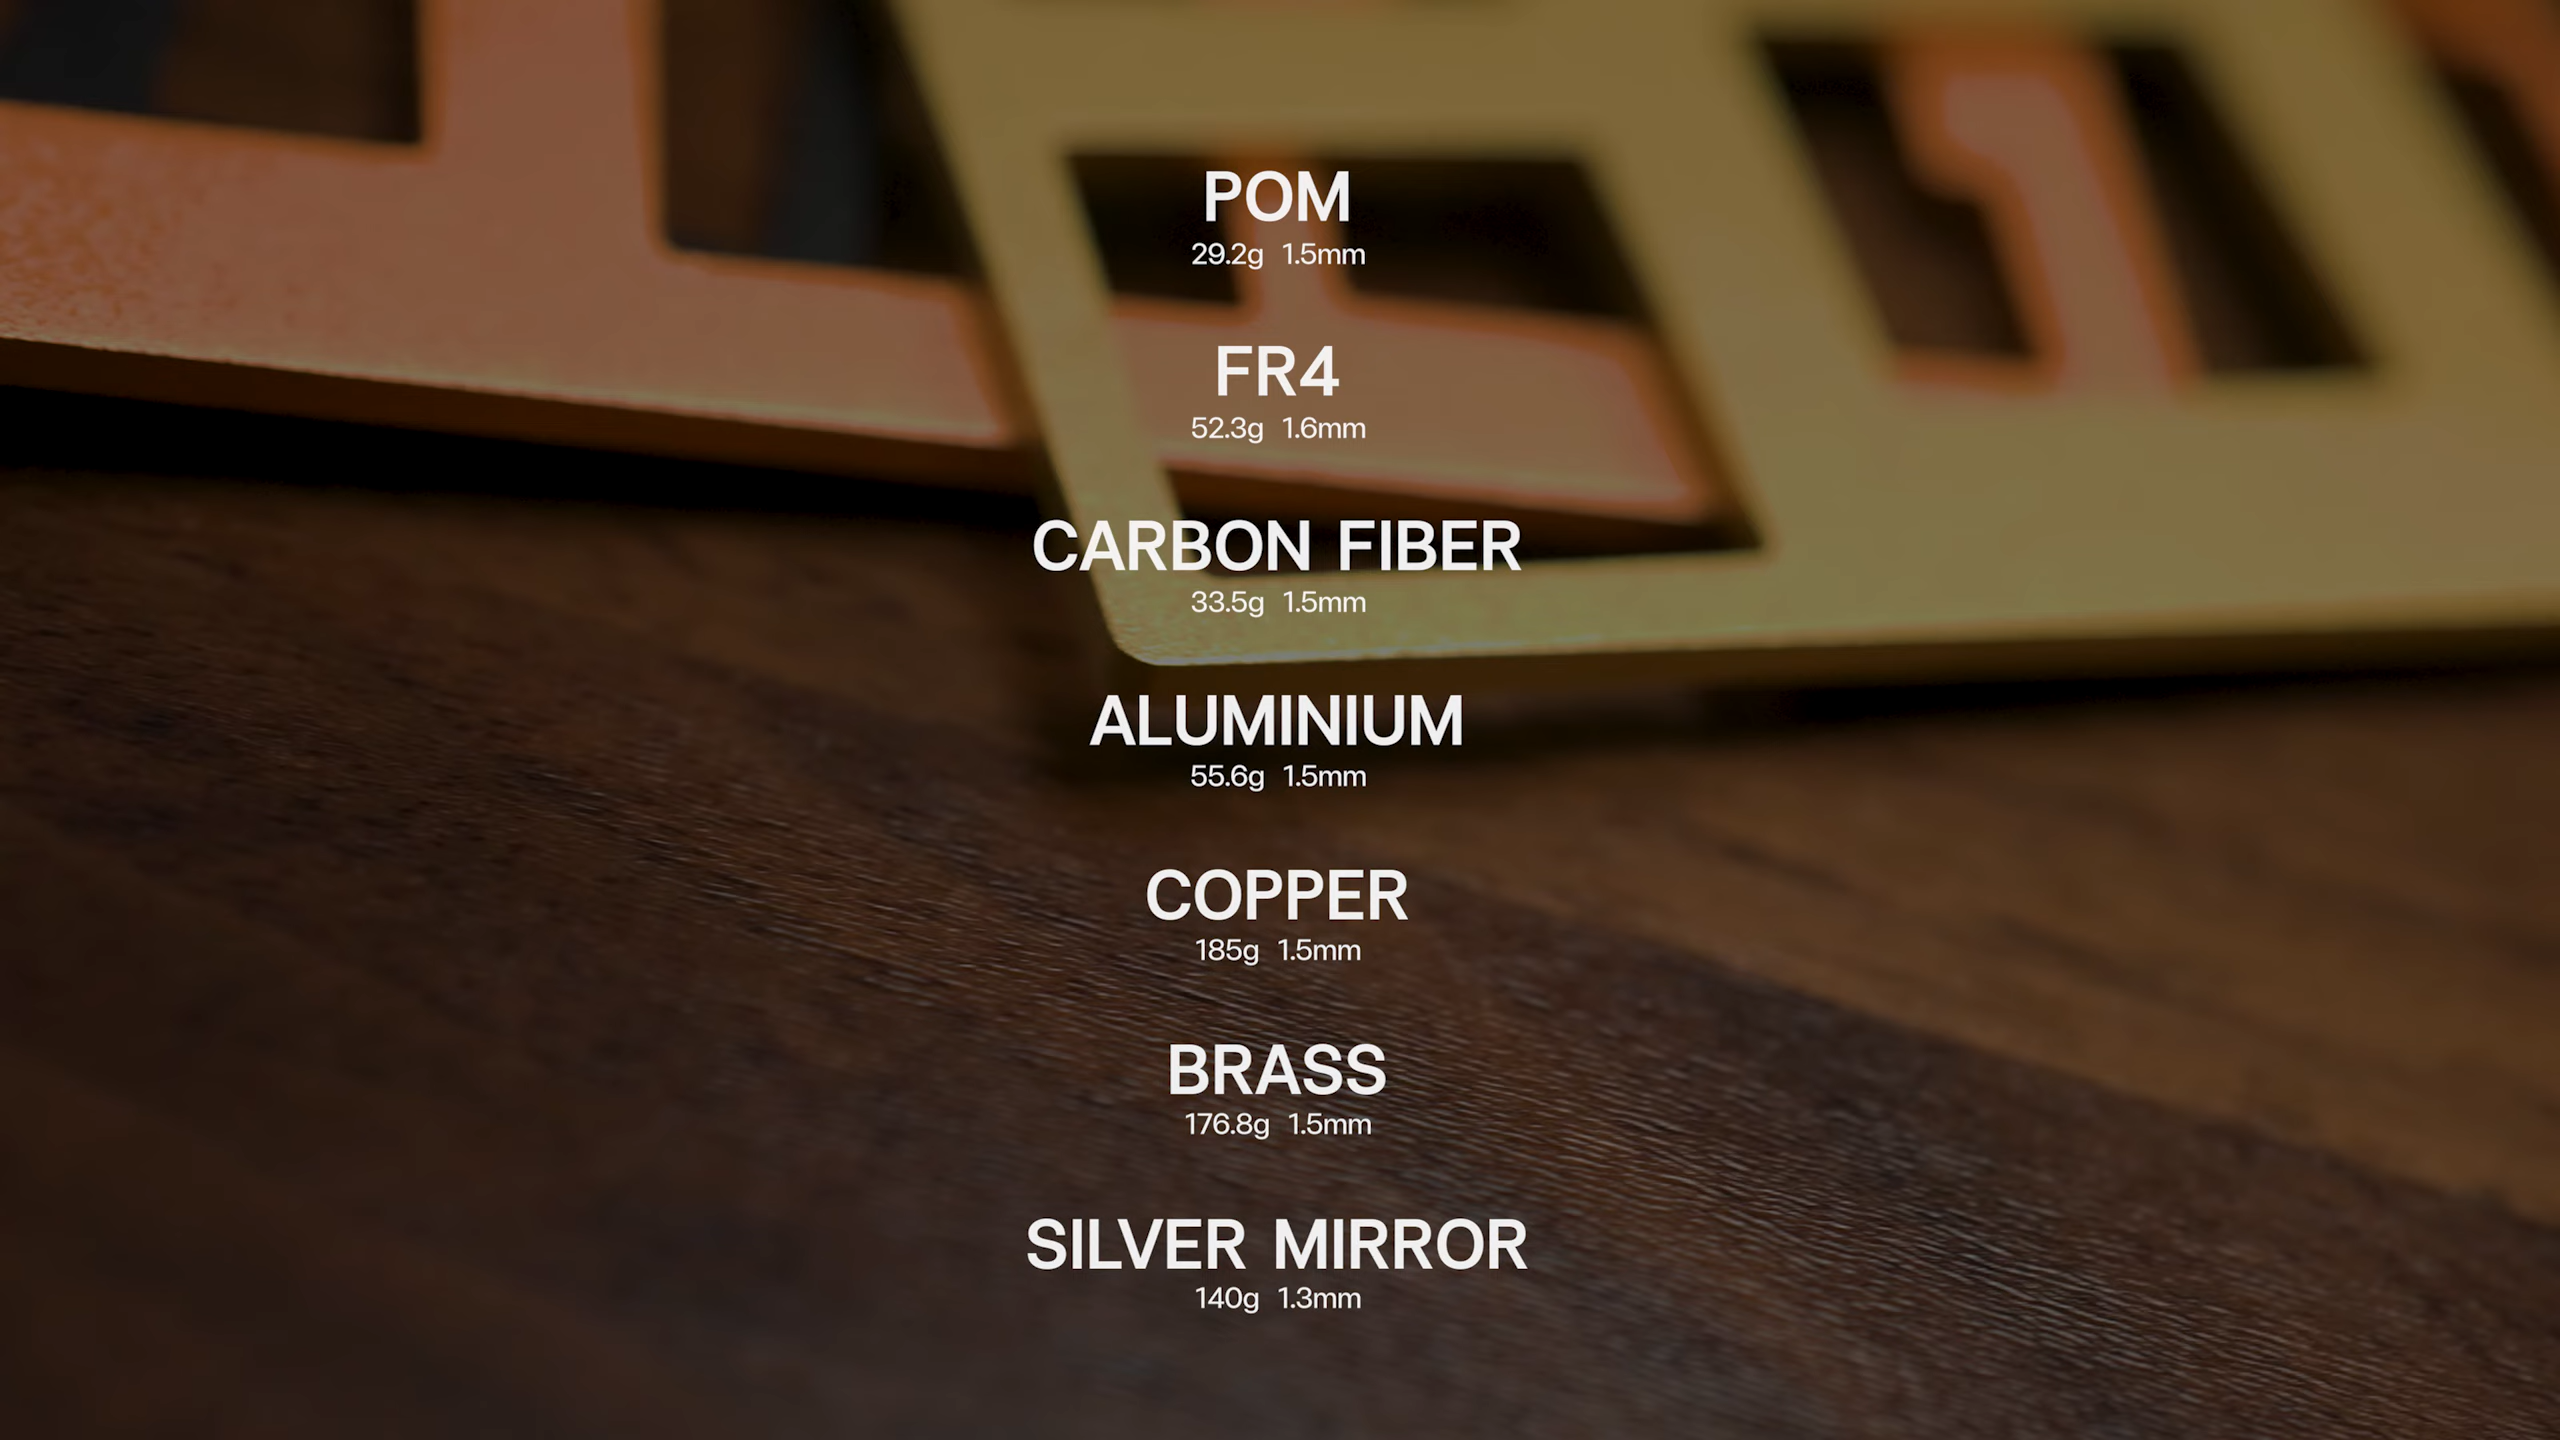 POM
29.2g 1.5mm
FR4
52.3g 1.6mm
CARBON FIBER
33.5g 1.5mm
ALUMINIUM
55.6g 1.5mm
COPPER
185g 1.5mm
BRASS
176.8g 1.5mm
SILVER MIRROR
140g 1.3mm